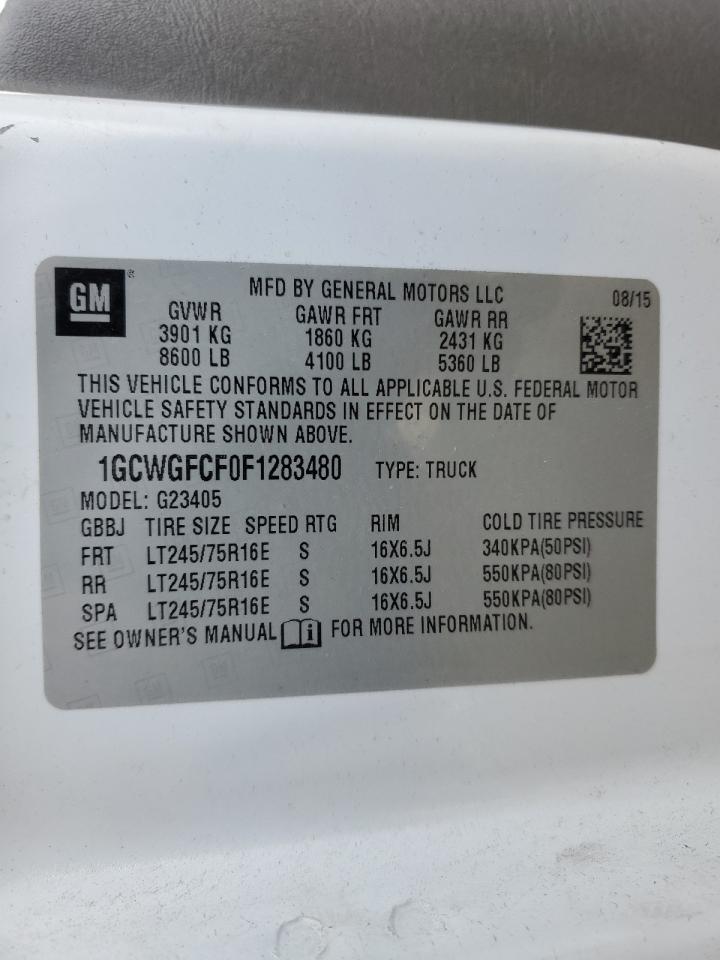 GM ®
MFD BY GENERAL MOTORS LLC 08/15
GVWR GAWR FRT GAWR RR
3901 KG 1860 KG 2431 KG
8600 LB 4100 LB 5360 LB
THIS VEHICLE CONFORMS TO ALL APPLICABLE U.S. FEDERAL MOTOR
VEHICLE SAFETY STANDARDS IN EFFECT ON THE DATE OF
MANUFACTURE SHOWN ABOVE.
1GCWGFCF0F1283480 TYPE: TRUCK
MODEL: G23405
GBBJ TIRE SIZE SPEED RTG RIM COLD TIRE PRESSURE
FRT LT245/75R16E S 16X6.5J 340KPA(50PSI)
RR LT245/75R16E S 16X6.5J 550KPA(80PSI)
SPA LT245/75R16E S 16X6.5J 550KPA(80PSI)
SEE OWNER'S MANUAL i FOR MORE INFORMATION.